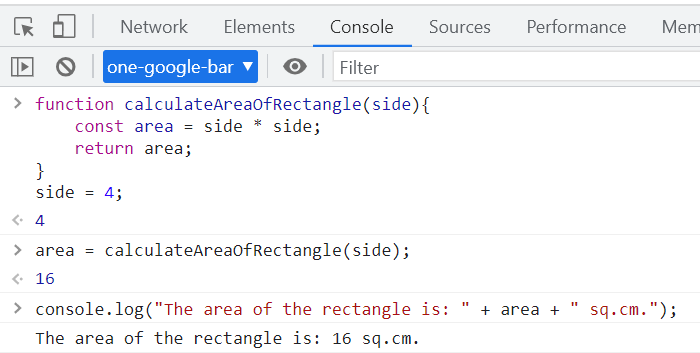 Network Elements Console Sources Performance Mem
one-google-bar Filter
function calculateAreaOfRectangle(side){
const area = side * side;
return area;
}
side = 4;
4
area = calculateAreaOfRectangle(side);
16
console.log("The area of the rectangle is: " + area + " sq.cm.");
The area of the rectangle is: 16 sq.cm.